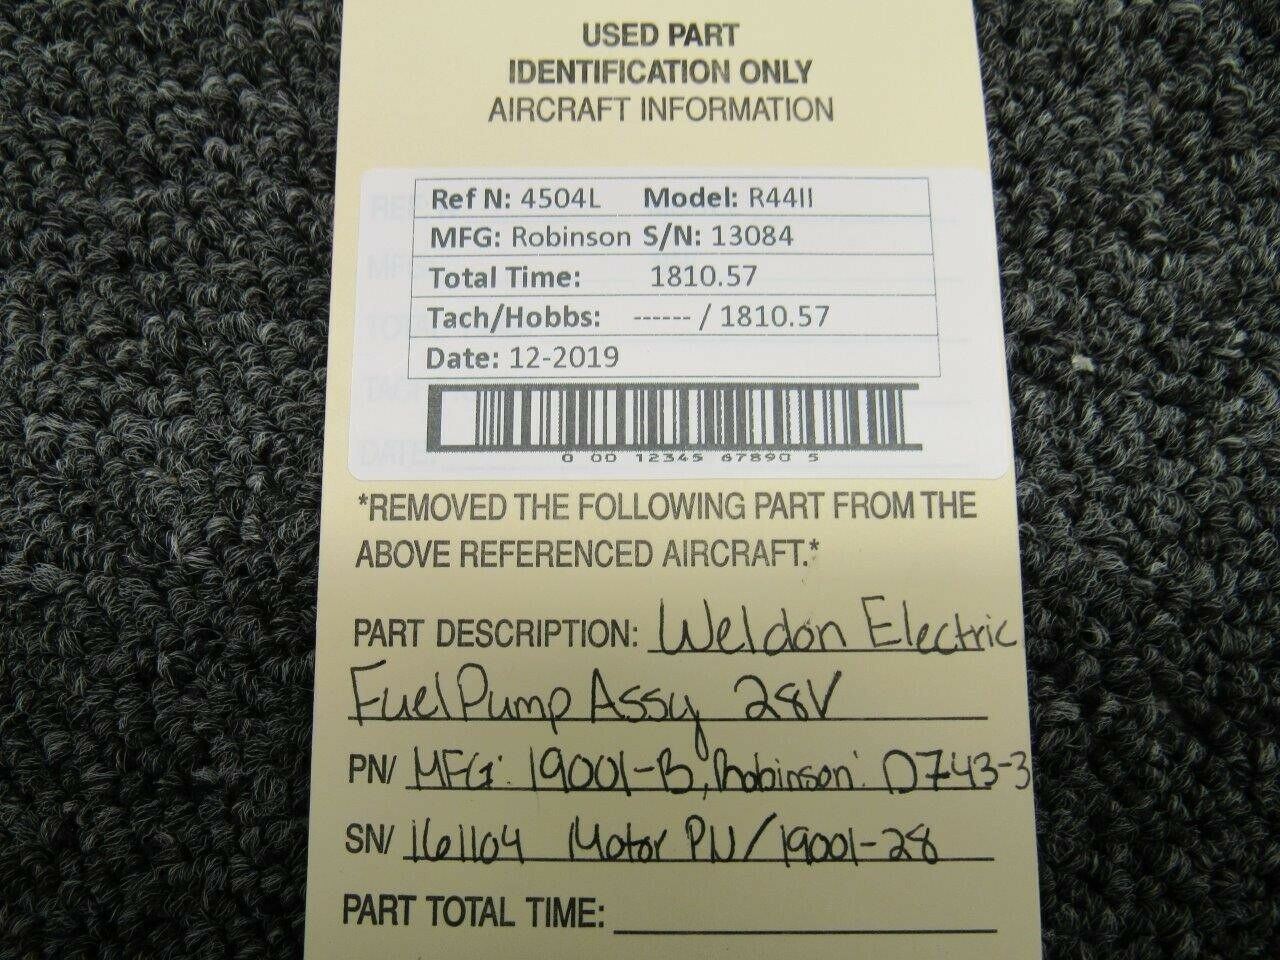 USED PART
IDENTIFICATION ONLY
AIRCRAFT INFORMATION
Ref N: 4504L Model: R44II
MFG: Robinson S/N: 13084
Total Time: 1810.57
Tach/Hobbs: ------ / 1810.57
Date: 12-2019
0 00 12345 67890 5
*REMOVED THE FOLLOWING PART FROM THE
ABOVE REFERENCED AIRCRAFT.*
PART DESCRIPTION: Weldon Electric
Fuel Pump Assy 28V
PN/ MFG: 19001-B, Robinson: D743-3
SN/ 161104 Motor PN/19001-28
PART TOTAL TIME: